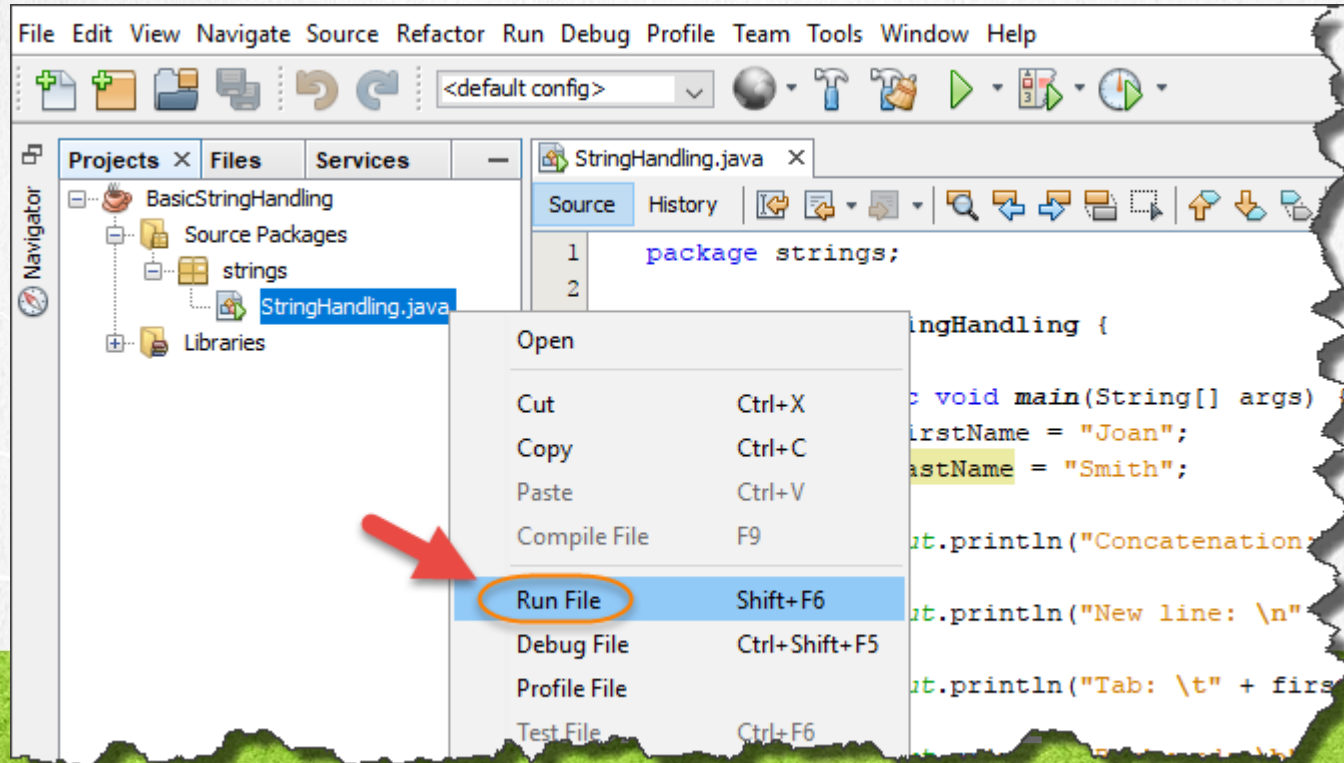 File Edit View Navigate Source Refactor Run Debug Profile Team Tools Window Help
<default config>
Projects Files Services
StringHandling.java
Navigator
BasicStringHandling
Source History
Source Packages
1 package strings;
strings
2
StringHandling.java
Open
ingHandling {
Libraries
Cut Ctrl+X
c void main(String[] args) {
Copy Ctrl+C
irstName = "Joan";
Paste Ctrl+V
astName = "Smith";
Compile File F9
ut.println("Concatenation:
Run File Shift+F6
ut.println("New line: \n"
Debug File Ctrl+Shift+F5
Profile File
ut.println("Tab: \t" + firs
Test File Ctrl+F6